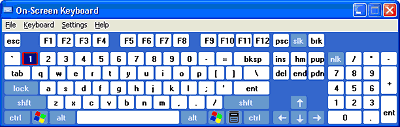 On-Screen Keyboard
File Keyboard Settings Help
esc F1 F2 F3 F4 F5 F6 F7 F8 F9 F10 F11 F12 psc slk brk
` 1 2 3 4 5 6 7 8 9 0 - = bksp ins hm pup nlk / * -
tab q w e r t y u i o p [ ] \ del end pdn 7 8 9 +
lock a s d f g h j k l ; ' ent 4 5 6
shft z x c v b n m , . / shft ↑ 1 2 3 ent
ctrl alt alt ctrl ← ↓ → 0 .